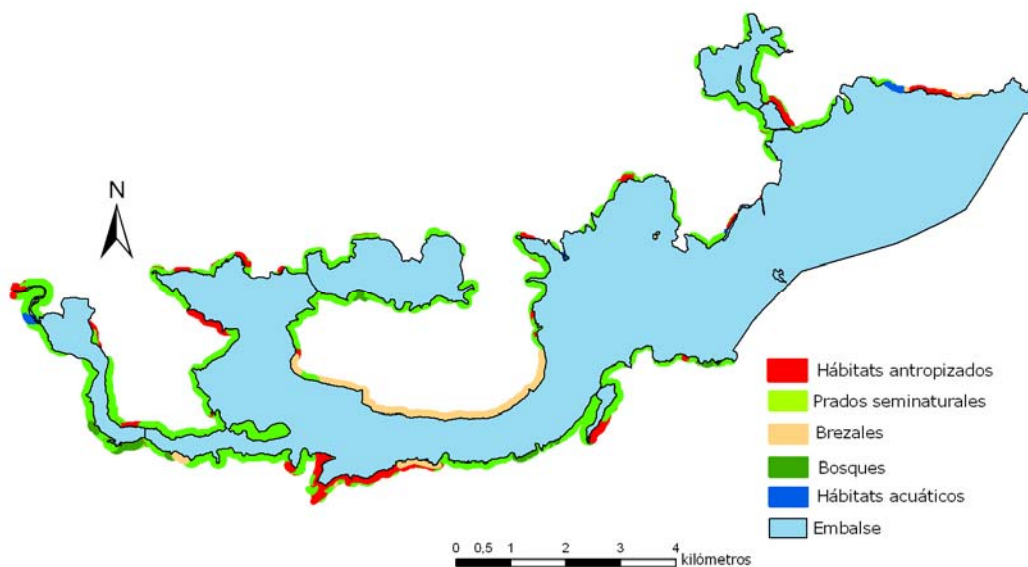 N
Hábitats antropizados
Prados seminaturales
Brezales
Bosques
Hábitats acuáticos
Embalse
0 0,5 1 2 3 4
kilómetros